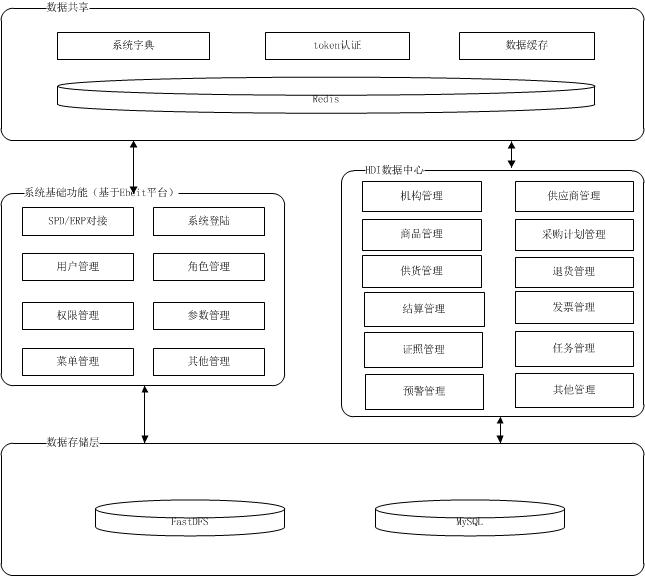 数据共享
系统字典
token认证
数据缓存
Redis
系统基础功能（基于Ebuit平台）
SPD/ERP对接
系统登陆
用户管理
角色管理
权限管理
参数管理
菜单管理
其他管理
HDI数据中心
机构管理
供应商管理
商品管理
采购计划管理
供货管理
退货管理
结算管理
发票管理
证照管理
任务管理
预警管理
其他管理
数据存储层
FastDFS
MySQL